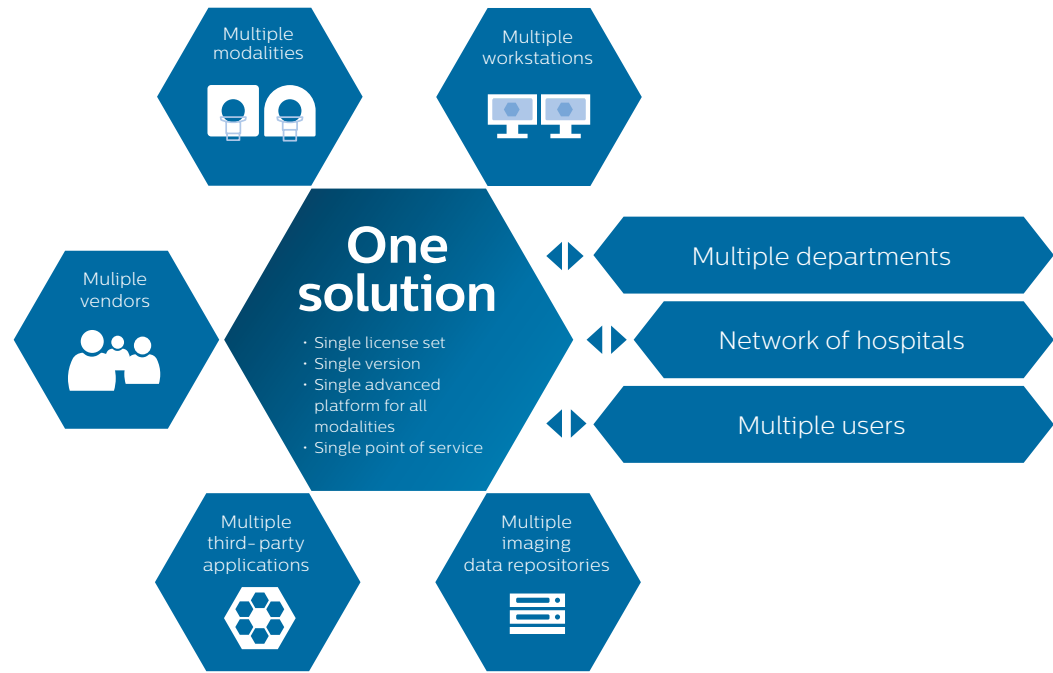 Multiple
modalities
Multiple
workstations
Muliple
vendors
One
solution
· Single license set
· Single version
· Single advanced
platform for all
modalities
· Single point of service
Multiple departments
Network of hospitals
Multiple users
Multiple
third- party
applications
Multiple
imaging
data repositories